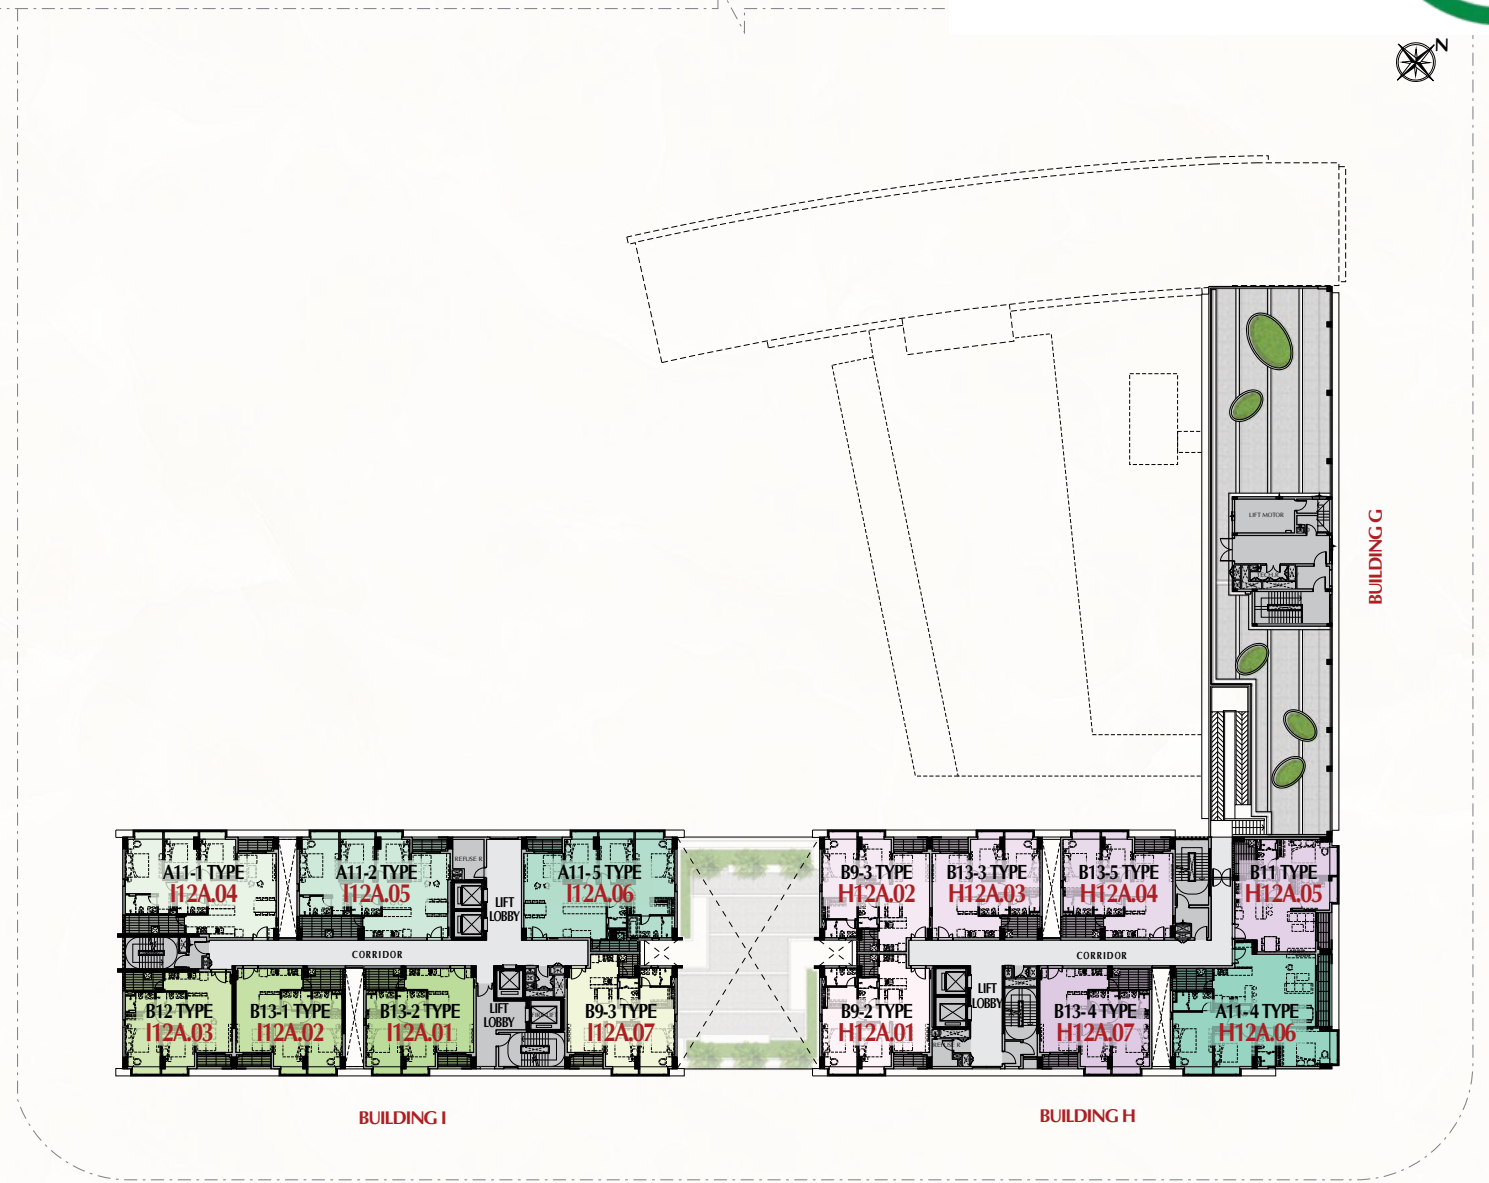 N
LIFT MOTOR
BUILDING G
A11-1 TYPE
I12A.04
A11-2 TYPE
I12A.05
REFUSE R
LIFT
LOBBY
A11-5 TYPE
I12A.06
B9-3 TYPE
H12A.02
B13-3 TYPE
H12A.03
B13-5 TYPE
H12A.04
B11 TYPE
H12A.05
CORRIDOR
CORRIDOR
B12 TYPE
I12A.03
B13-1 TYPE
I12A.02
B13-2 TYPE
I12A.01
LIFT
LOBBY
B9-3 TYPE
I12A.07
B9-2 TYPE
H12A.01
LIFT
LOBBY
REFUSE R
B13-4 TYPE
H12A.07
A11-4 TYPE
H12A.06
BUILDING I
BUILDING H